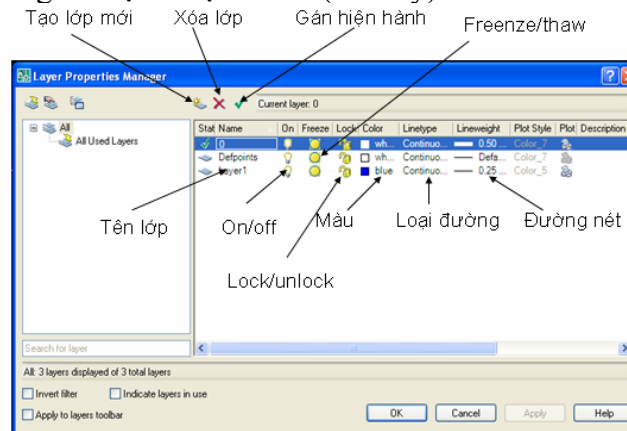 Tạo lớp mới Xóa lớp Gán hiện hành Freenze/thaw
Layer Properties Manager
Current layer: 0
All
All Used Layers
Stat Name On Freeze Lock Color Linetype Lineweight Plot Style Plot Description
0 wh... Continuo... 0.50 ... Color_7
Defpoints wh... Continuo... Defa... Color_7
Layer1 blue Continuo... 0.25 ... Color_5
Tên lớp On/off Màu Loại đường Đường nét
Lock/unlock
Search for layer
All: 3 layers displayed of 3 total layers
Invert filter Indicate layers in use
Apply to layers toolbar
OK Cancel Apply Help